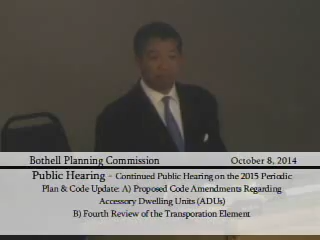 Bothell Planning Commission October 8, 2014
Public Hearing - Continued Public Hearing on the 2015 Periodic
Plan & Code Update: A) Proposed Code Amendments Regarding
Accessory Dwelling Units (ADUs)
B) Fourth Review of the Transporation Element